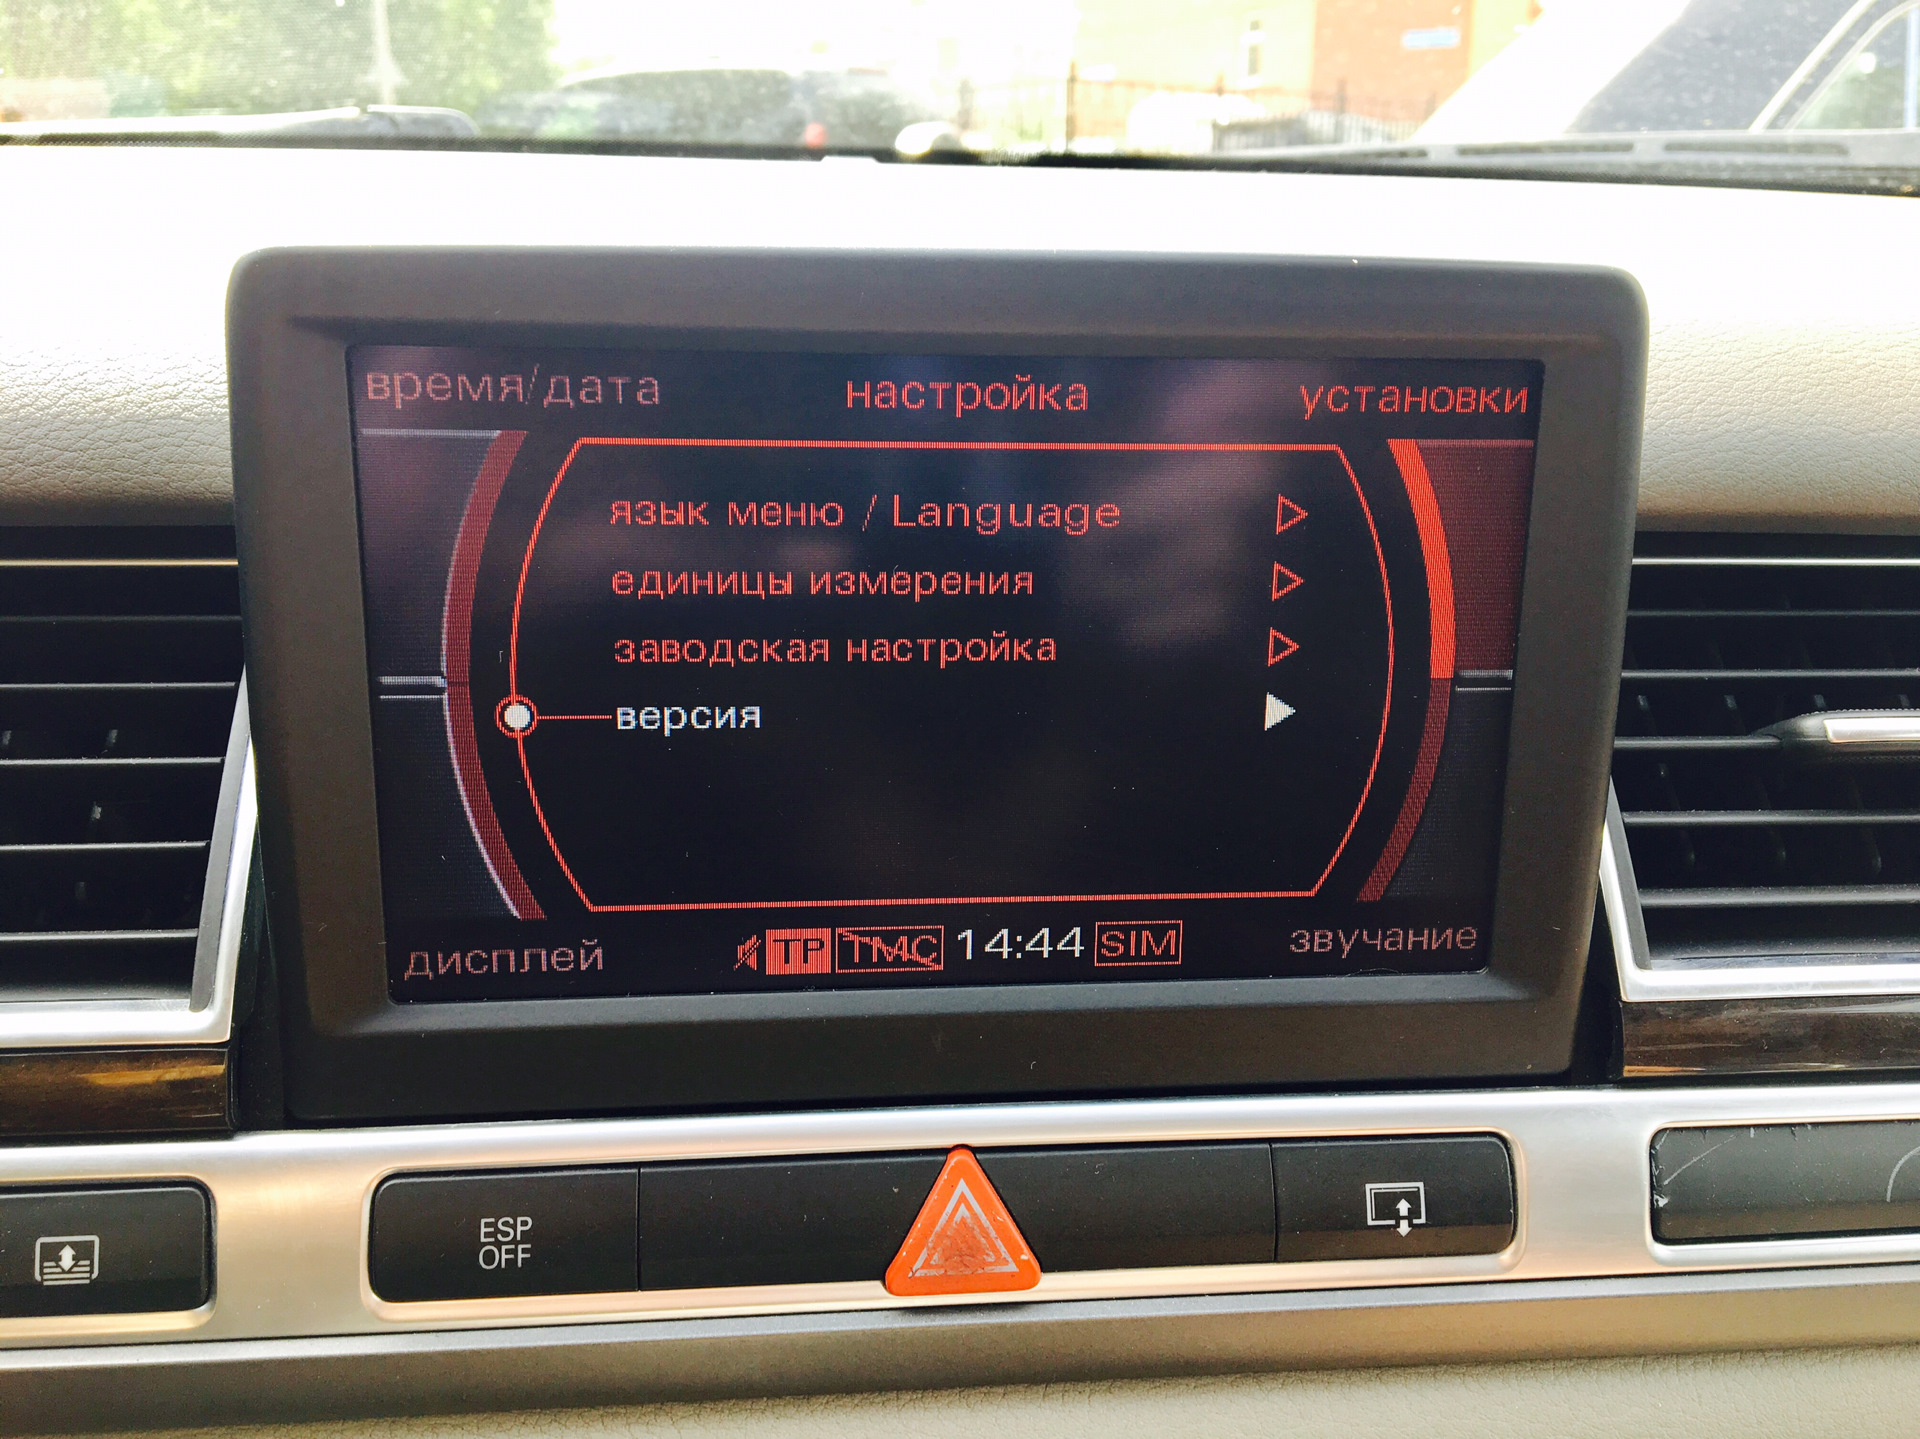 время/дата настройка установки
язык меню / Language
единицы измерения
заводская настройка
версия
дисплей TP TMC 14:44 SIM звучание
ESP
OFF